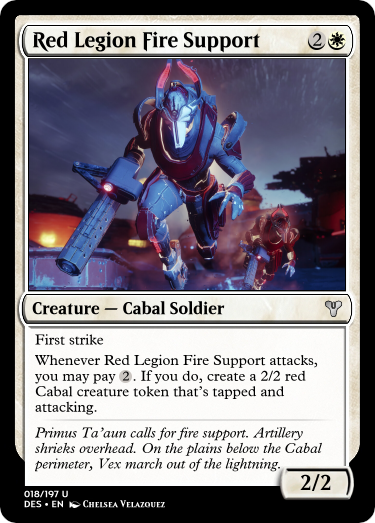 Red Legion Fire Support 2
Creature — Cabal Soldier
First strike
Whenever Red Legion Fire Support attacks,
you may pay 2. If you do, create a 2/2 red
Cabal creature token that's tapped and
attacking.
Primus Ta'aun calls for fire support. Artillery
shrieks overhead. On the plains below the Cabal
perimeter, Vex march out of the lightning.
2/2
018/197 U
DES • EN Chelsea Velazouez